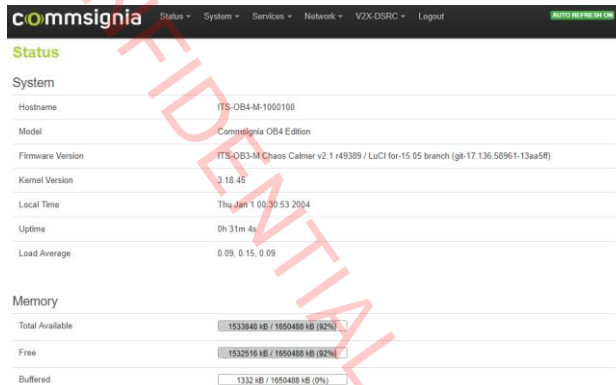 commsignia Status System Services Network V2X-DSRC Logout AUTO REFRESH ON
Status
System
Hostname ITS-OB4-M-1000100
Model Commsignia OB4 Edition
Firmware Version ITS-OB3-M Chaos Calmer v2.1 r49389 / LuCI for-15.05 branch (git-17.136.58961-13aa5ff)
Kernel Version 3.18.45
Local Time Thu Jan 1 00:30:53 2004
Uptime 0h 31m 4s
Load Average 0.09, 0.15, 0.09
Memory
Total Available 1533848 kB / 1650488 kB (92%)
Free 1532516 kB / 1650488 kB (92%)
Buffered 1332 kB / 1650488 kB (0%)
NFIDENTIAL